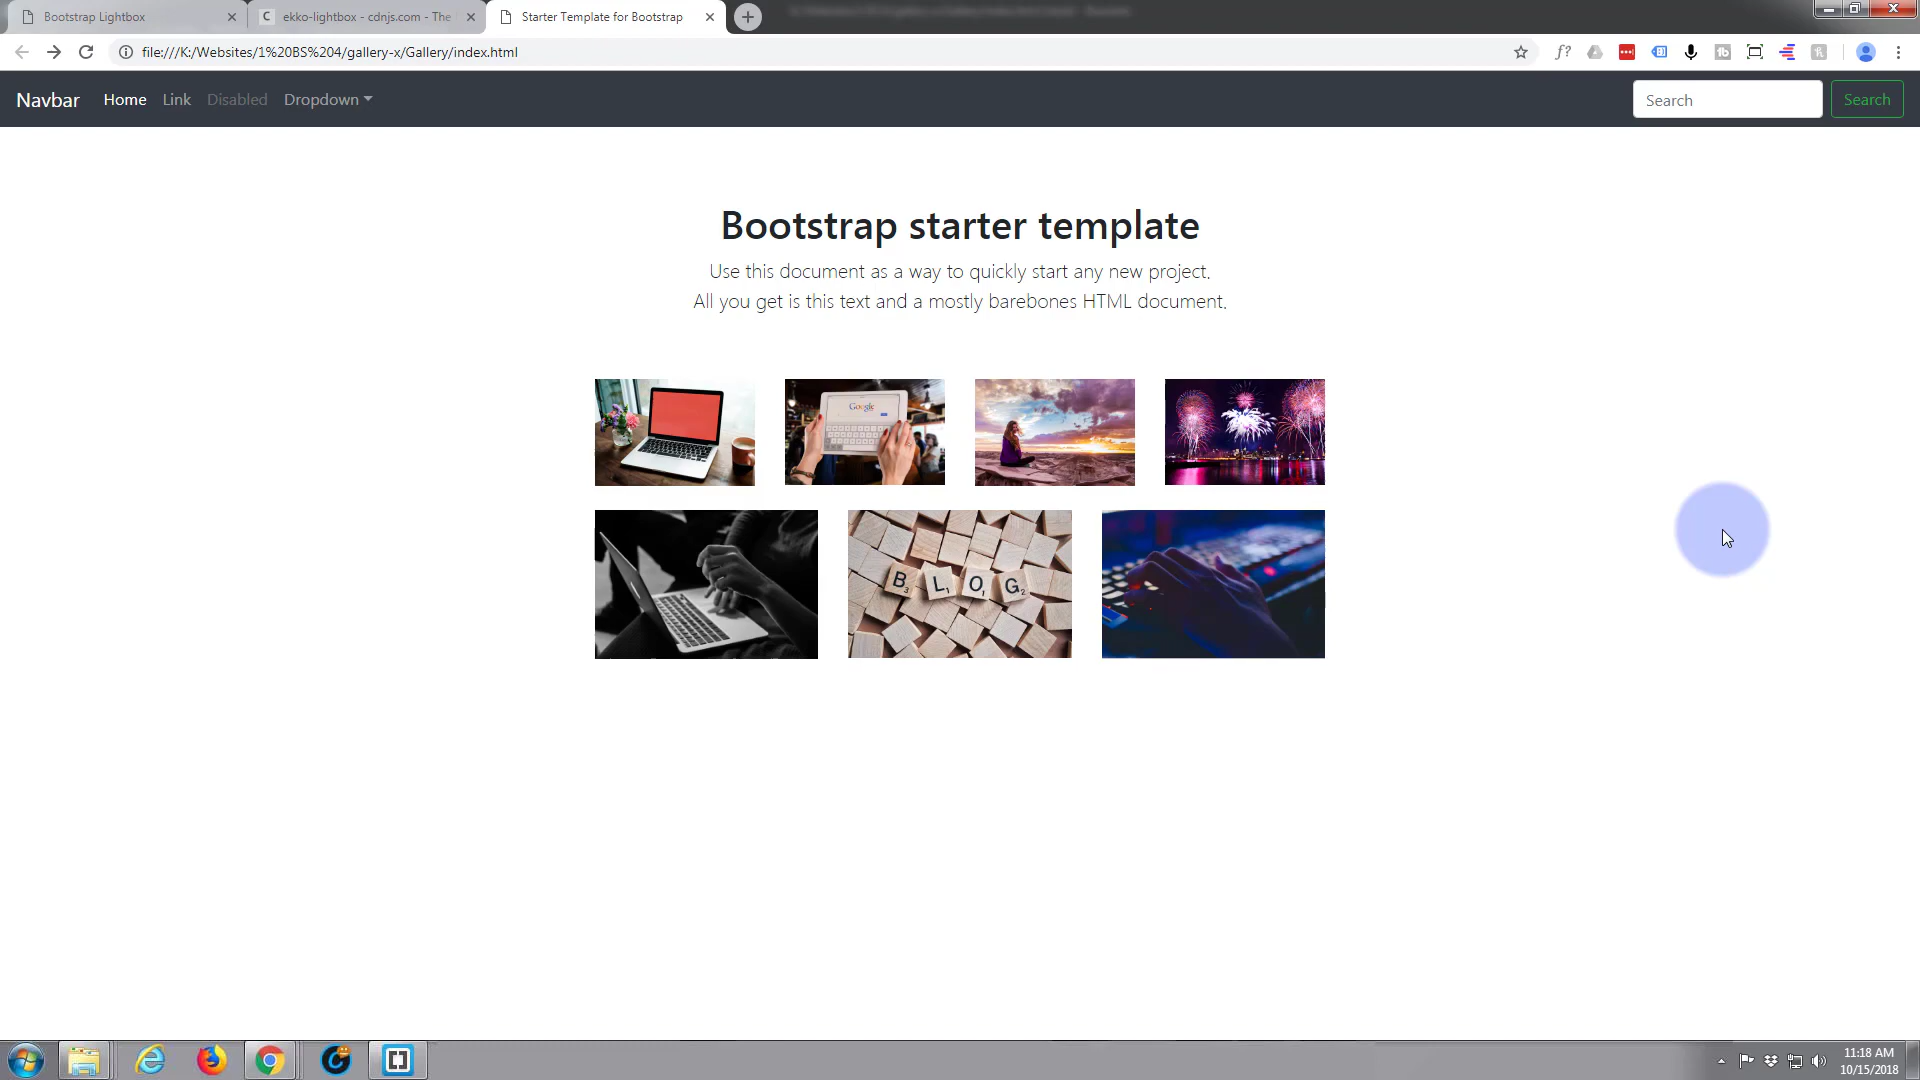 Bootstrap Lightbox
ekko-lightbox - cdnjs.com - The
Starter Template for Bootstrap
file:///K:/Websites/1%20BS%204/gallery-x/Gallery/index.html
Navbar
Home
Link
Disabled
Dropdown
Search
Search
Bootstrap starter template
Use this document as a way to quickly start any new project.
All you get is this text and a mostly barebones HTML document.
Google
BLOG
11:18 AM
10/15/2018